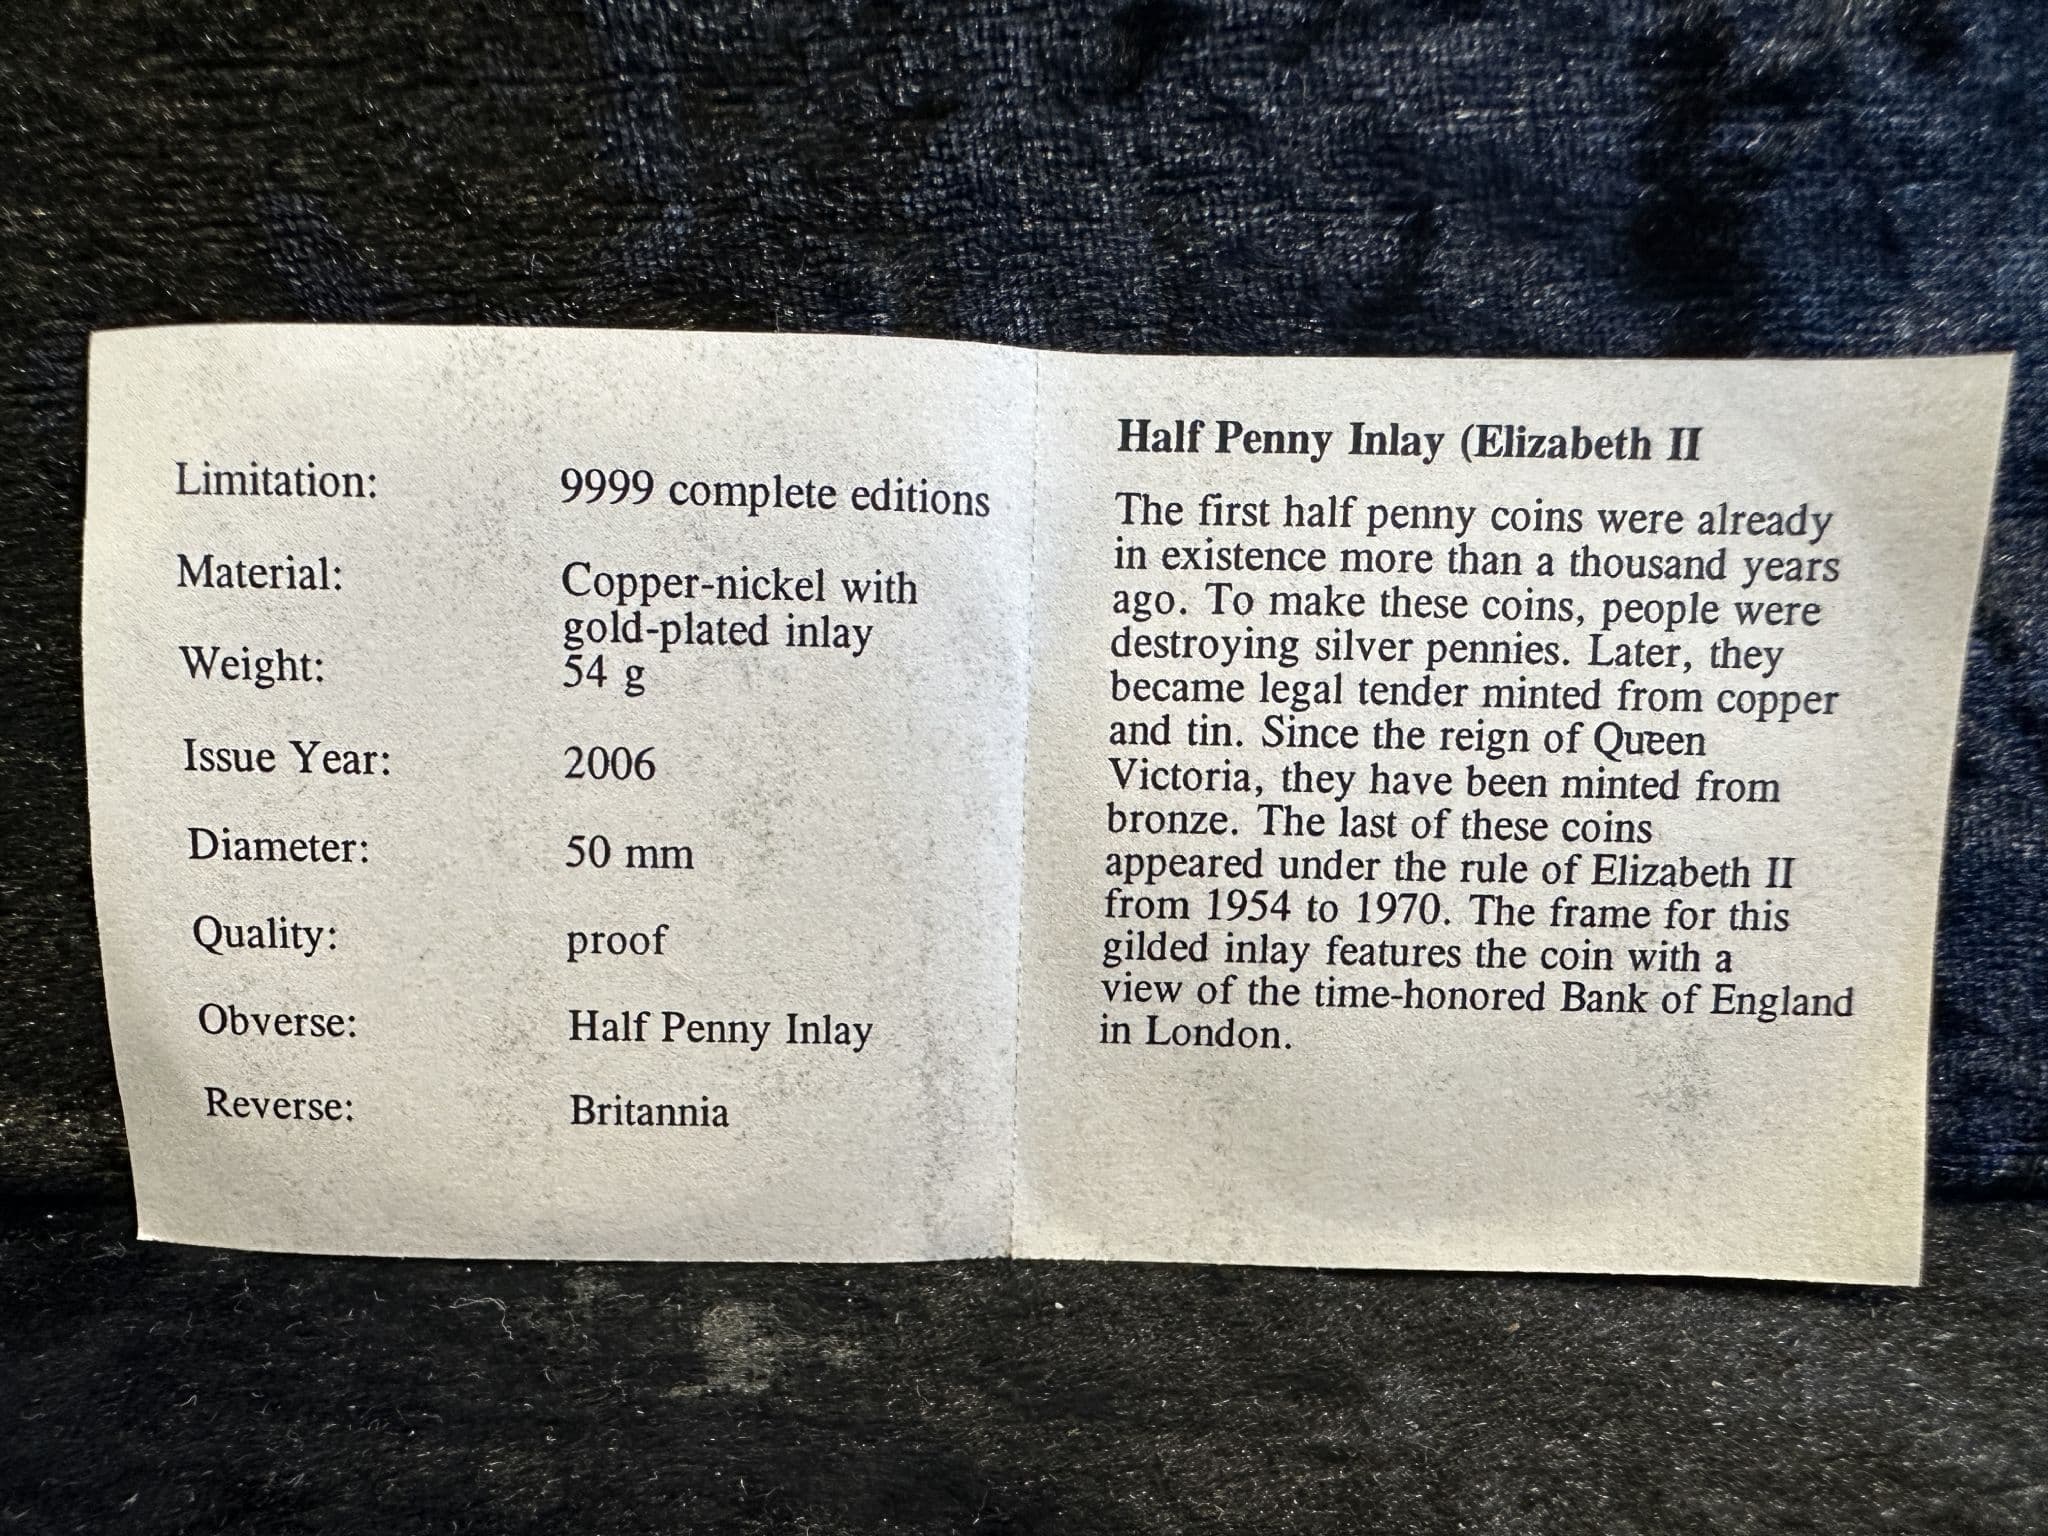 Limitation: 9999 complete editions
Material: Copper-nickel with
gold-plated inlay
Weight: 54 g
Issue Year: 2006
Diameter: 50 mm
Quality: proof
Obverse: Half Penny Inlay
Reverse: Britannia
Half Penny Inlay (Elizabeth II
The first half penny coins were already
in existence more than a thousand years
ago. To make these coins, people were
destroying silver pennies. Later, they
became legal tender minted from copper
and tin. Since the reign of Queen
Victoria, they have been minted from
bronze. The last of these coins
appeared under the rule of Elizabeth II
from 1954 to 1970. The frame for this
gilded inlay features the coin with a
view of the time-honored Bank of England
in London.